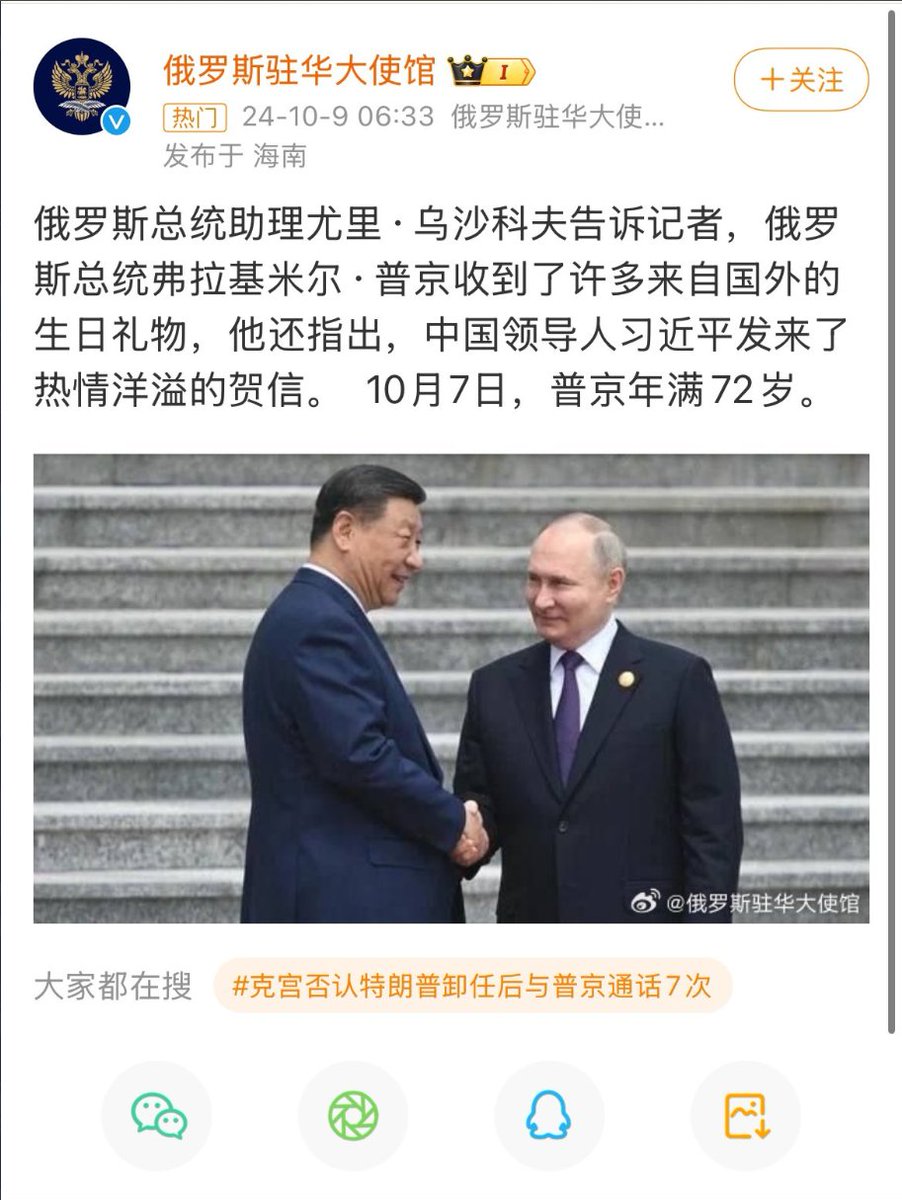 俄罗斯驻华大使馆 I
+关注
热门 24-10-9 06:33 俄罗斯驻华大使...
发布于 海南
俄罗斯总统助理尤里·乌沙科夫告诉记者，俄罗
斯总统弗拉基米尔·普京收到了许多来自国外的
生日礼物，他还指出，中国领导人习近平发来了
热情洋溢的贺信。 10月7日，普京年满72岁。
@俄罗斯驻华大使馆
大家都在搜 #克宫否认特朗普卸任后与普京通话7次